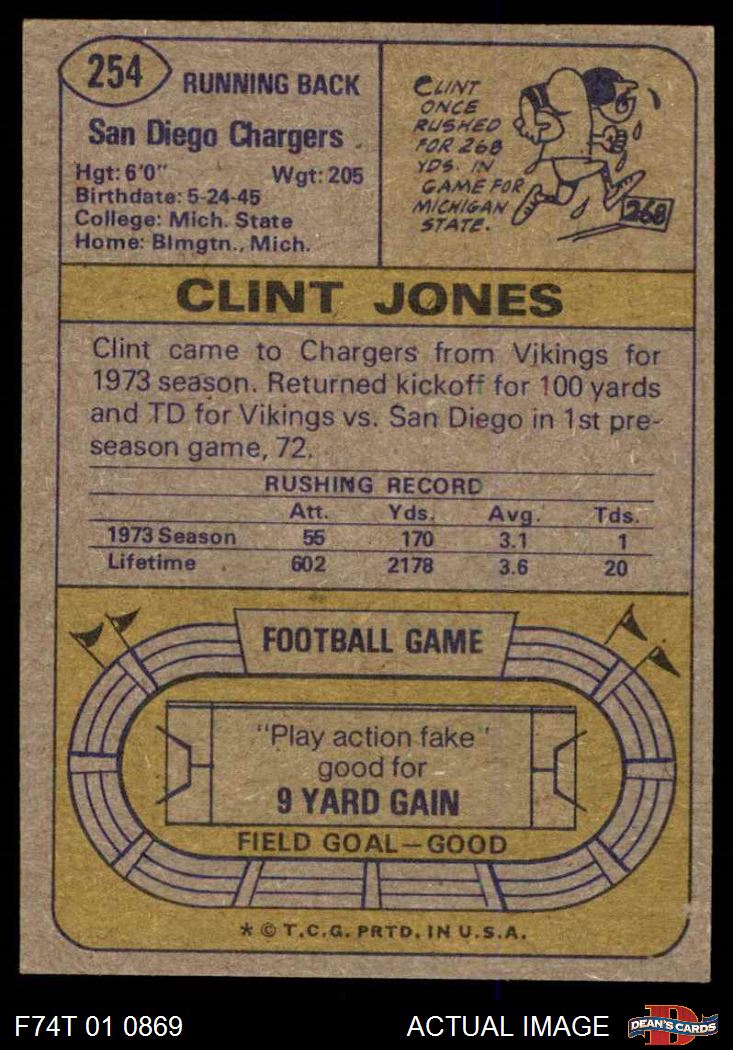 254
RUNNING BACK
San Diego Chargers
Hgt: 6'0" Wgt: 205
Birthdate: 5-24-45
College: Mich. State
Home: Blmgtn., Mich.
CLINT
ONCE
RUSHED
FOR 268
YDS. IN
GAME FOR
MICHIGAN
STATE.
268
CLINT JONES
Clint came to Chargers from Vikings for
1973 season. Returned kickoff for 100 yards
and TD for Vikings vs. San Diego in 1st pre-
season game, 72.
RUSHING RECORD
Att. Yds. Avg. Tds.
1973 Season 55 170 3.1 1
Lifetime 602 2178 3.6 20
FOOTBALL GAME
"Play action fake"
good for
9 YARD GAIN
FIELD GOAL—GOOD
* © T.C.G. PRTD. IN U.S.A.
F74T 01 0869 ACTUAL IMAGE
D
DEAN'S CARDS